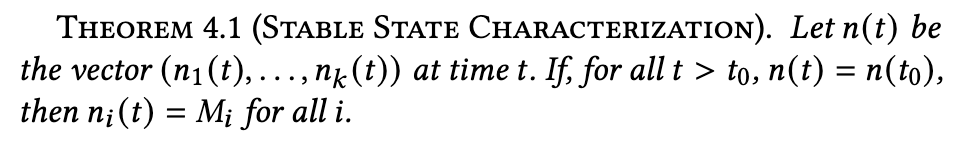 THEOREM 4.1 (STABLE STATE CHARACTERIZATION). Let n(t) be
the vector (n₁(t), . . . , nₖ(t)) at time t. If, for all t > t₀, n(t) = n(t₀),
then nᵢ(t) = Mᵢ for all i.